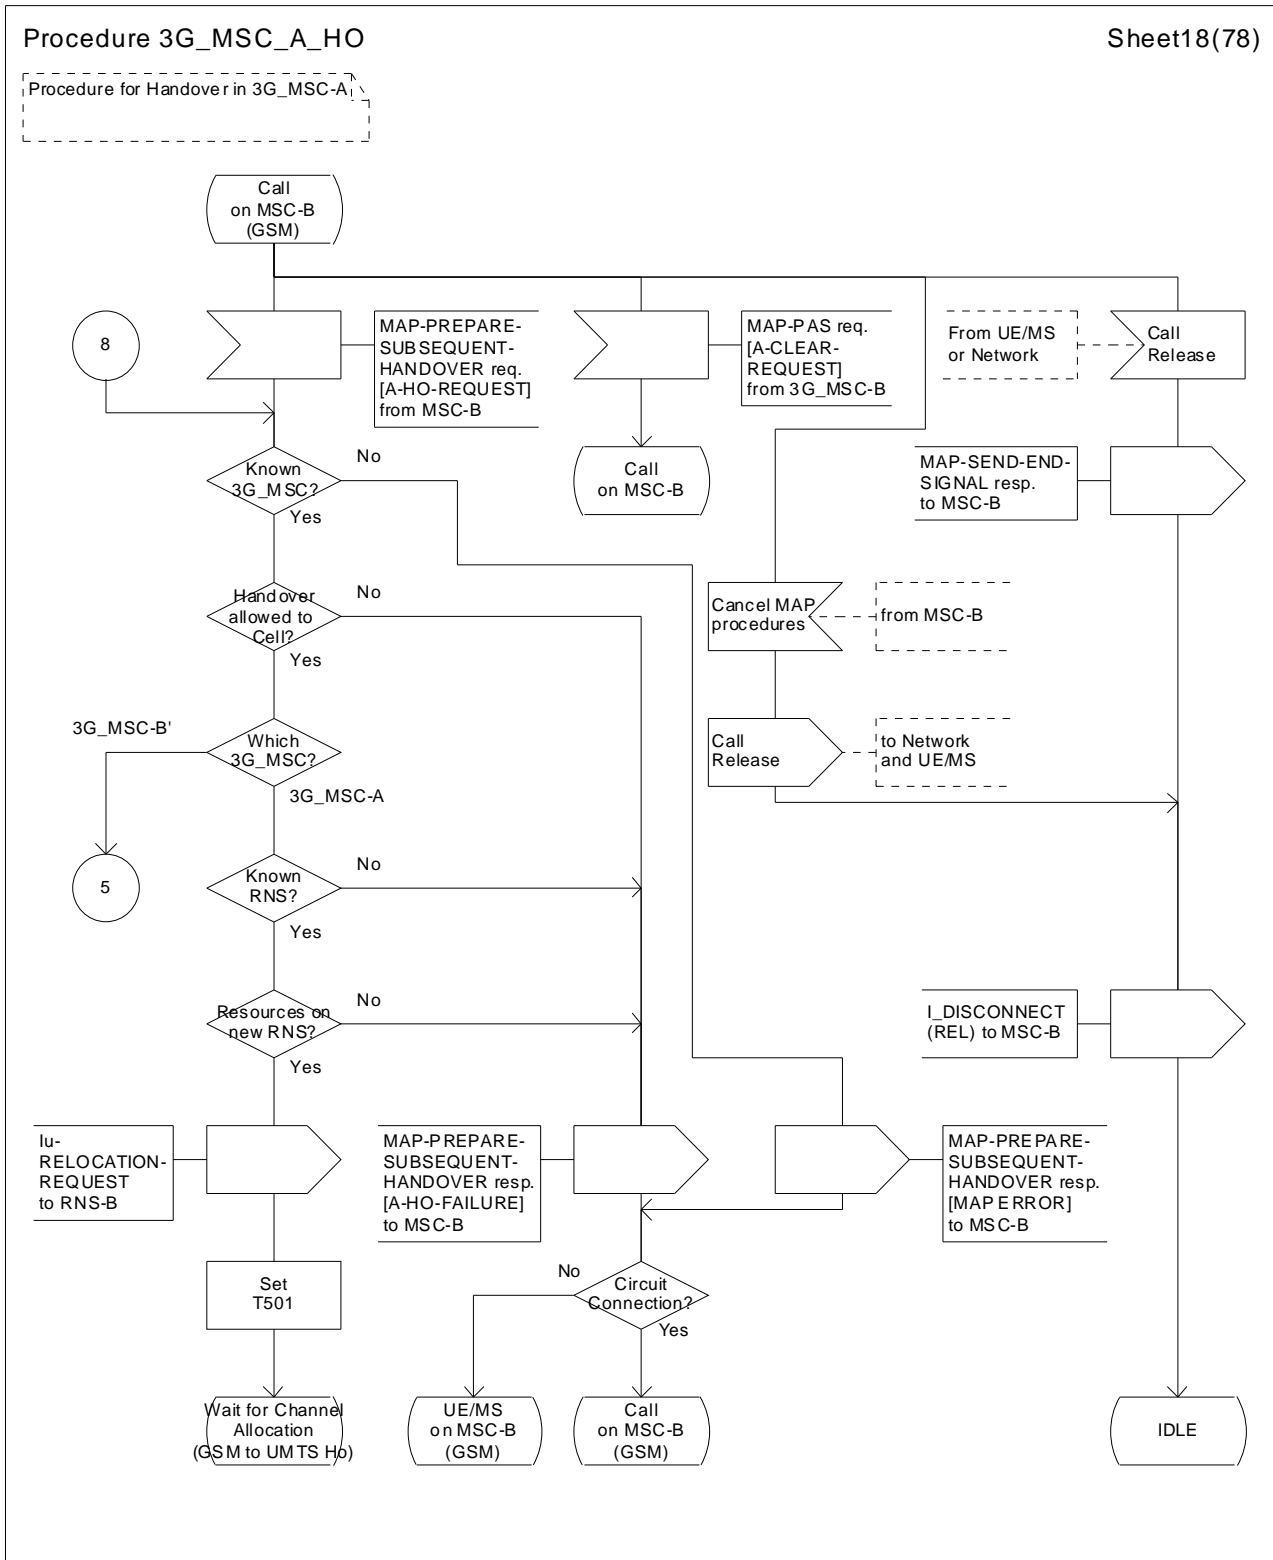 Procedure 3G_MSC_A_HO
Sheet18(78)
Procedure for Handover in 3G_MSC-A
Call
on MSC-B
(GSM)
8
MAP-PREPARE-
SUBSEQUENT-
HANDOVER req.
[A-HO-REQUEST]
from MSC-B
MAP-PAS req.
[A-CLEAR-
REQUEST]
from 3G_MSC-B
From UE/MS
or Network
Call
Release
Known
3G_MSC?
No
Yes
Call
on MSC-B
MAP-SEND-END-
SIGNAL resp.
to MSC-B
Handover
allowed to
Cell?
No
Yes
Cancel MAP
procedures
from MSC-B
3G_MSC-B'
Which
3G_MSC?
3G_MSC-A
Call
Release
to Network
and UE/MS
5
Known
RNS?
No
Yes
Resources on
new RNS?
No
Yes
I_DISCONNECT
(REL) to MSC-B
Iu-
RELOCATION-
REQUEST
to RNS-B
MAP-PREPARE-
SUBSEQUENT-
HANDOVER resp.
[A-HO-FAILURE]
to MSC-B
MAP-PREPARE-
SUBSEQUENT-
HANDOVER resp.
[MAP ERROR]
to MSC-B
Set
T501
No
Circuit
Connection?
Yes
Wait for Channel
Allocation
(GSM to UMTS Ho)
UE/MS
on MSC-B
(GSM)
Call
on MSC-B
(GSM)
IDLE